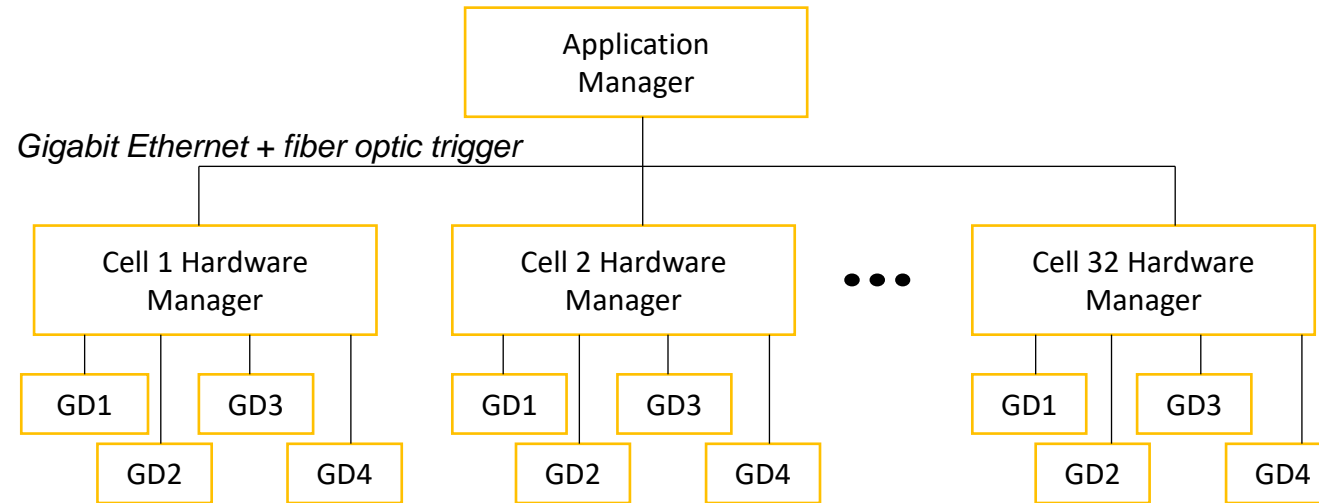 Application
Manager
Gigabit Ethernet + fiber optic trigger
Cell 1 Hardware
Manager
Cell 2 Hardware
Manager
Cell 32 Hardware
Manager
GD1
GD3
GD2
GD4
GD1
GD3
GD2
GD4
GD1
GD3
GD2
GD4